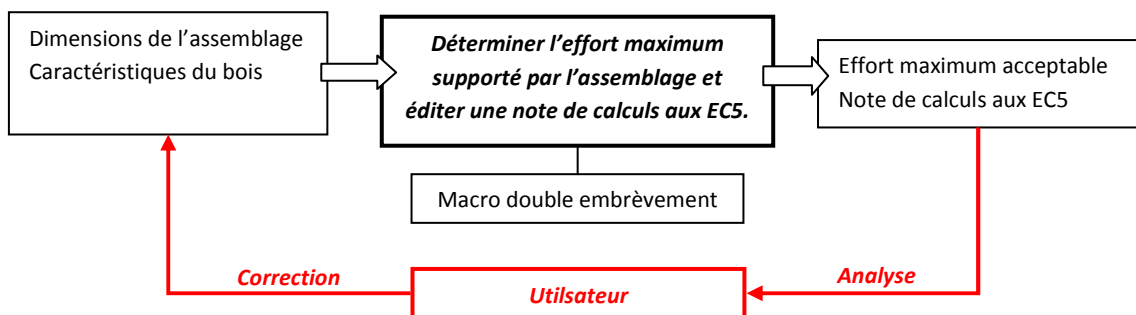 Dimensions de l'assemblage
Caractéristiques du bois
Déterminer l'effort maximum
supporté par l'assemblage et
éditer une note de calculs aux EC5.
Effort maximum acceptable
Note de calculs aux EC5
Macro double embrèvement
Correction
Utilsateur
Analyse